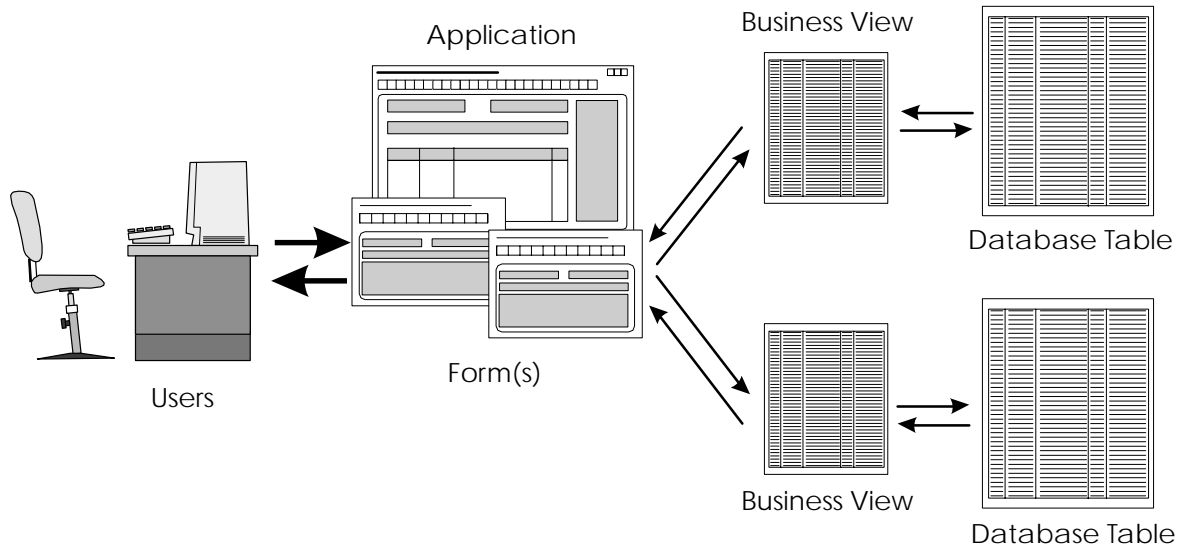 Business View
Application
Database Table
Form(s)
Users
Business View
Database Table